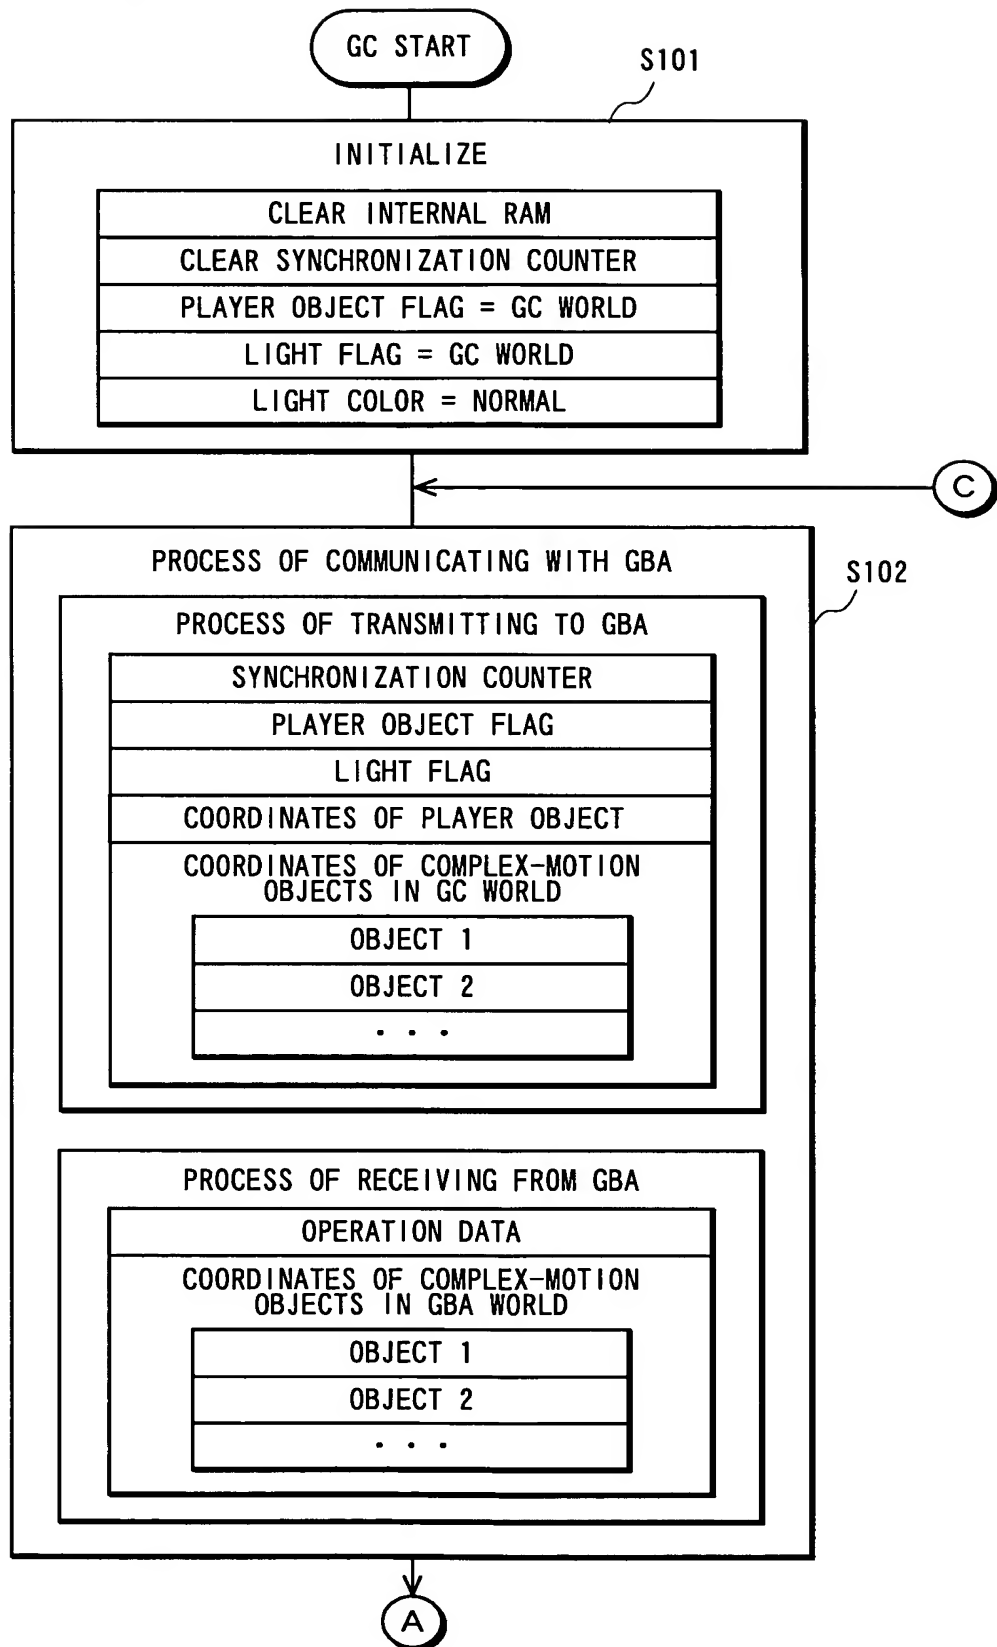 GC START
S101
INITIALIZE
CLEAR INTERNAL RAM
CLEAR SYNCHRONIZATION COUNTER
PLAYER OBJECT FLAG = GC WORLD
LIGHT FLAG = GC WORLD
LIGHT COLOR = NORMAL
C
PROCESS OF COMMUNICATING WITH GBA
S102
PROCESS OF TRANSMITTING TO GBA
SYNCHRONIZATION COUNTER
PLAYER OBJECT FLAG
LIGHT FLAG
COORDINATES OF PLAYER OBJECT
COORDINATES OF COMPLEX-MOTION
OBJECTS IN GC WORLD
OBJECT 1
OBJECT 2
· · ·
PROCESS OF RECEIVING FROM GBA
OPERATION DATA
COORDINATES OF COMPLEX-MOTION
OBJECTS IN GBA WORLD
OBJECT 1
OBJECT 2
· · ·
A